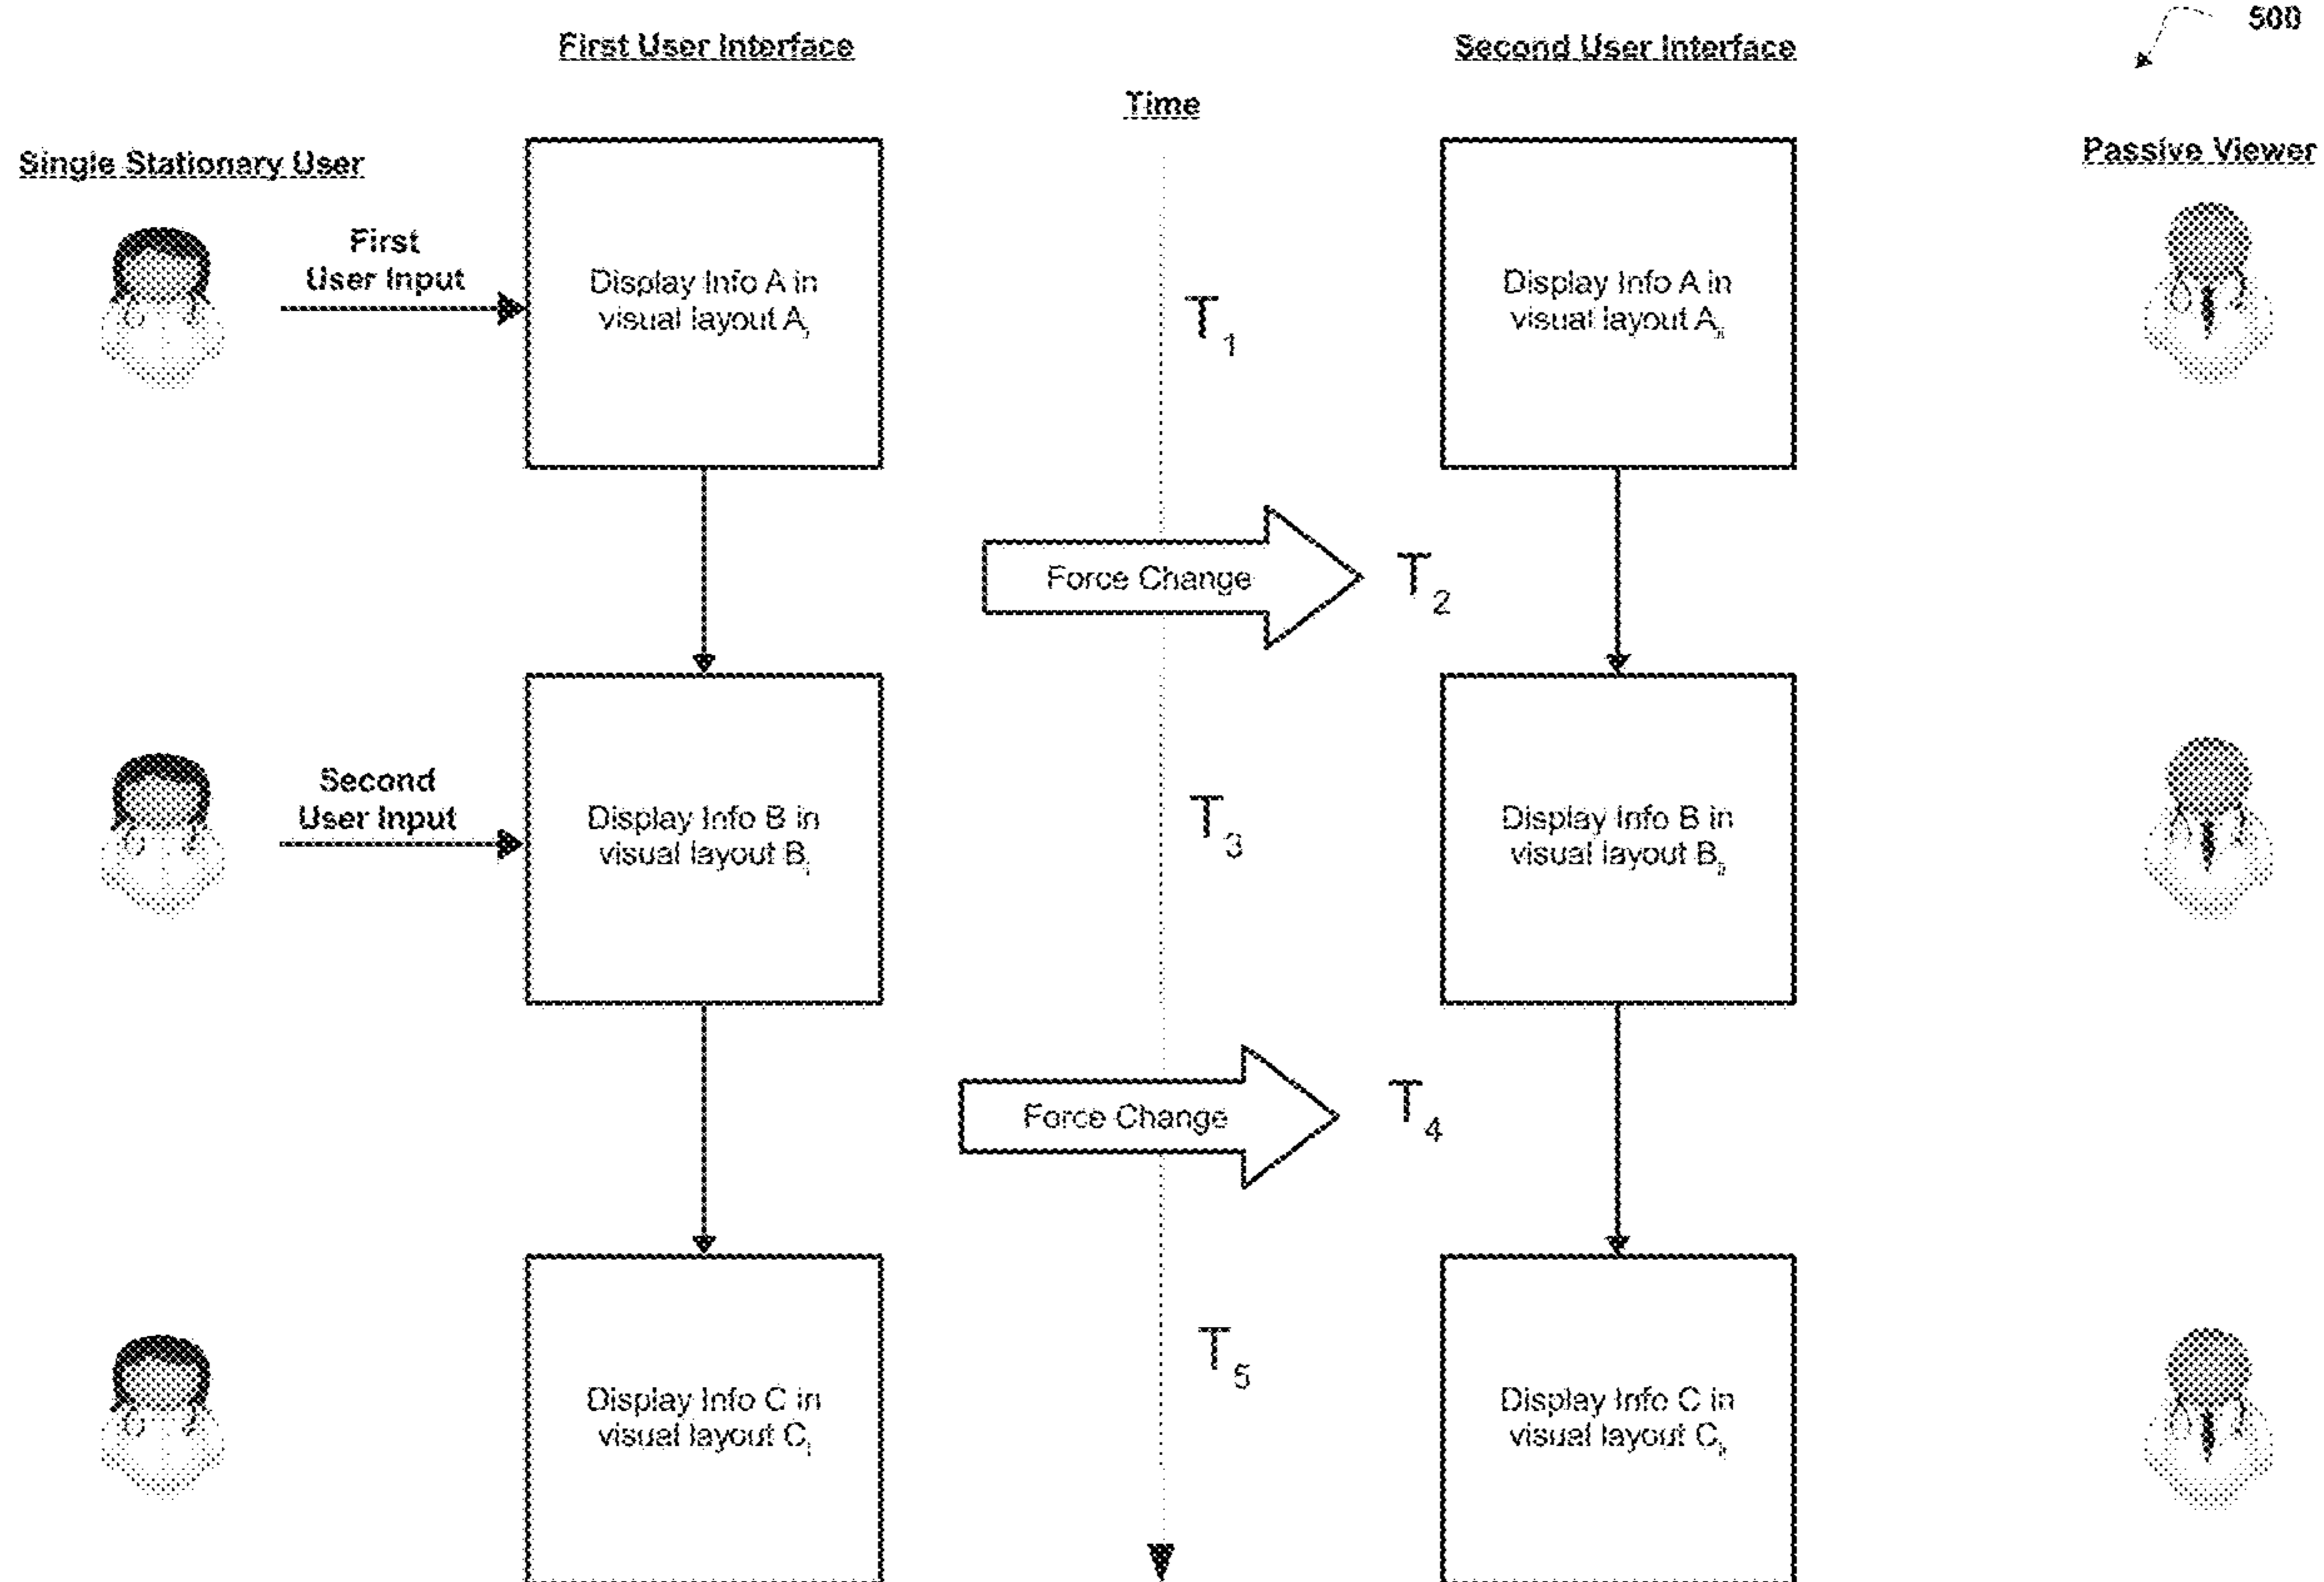 500
First User Interface
Second User Interface
Time
Single Stationary User
Passive Viewer
First
User Input
Display Info A in
visual layout A
T1
Display Info A in
visual layout A
Force Change
T2
Second
User Input
Display Info B in
visual layout B
T3
Display Info B in
visual layout B
Force Change
T4
Display Info C in
visual layout C
T5
Display Info C in
visual layout C